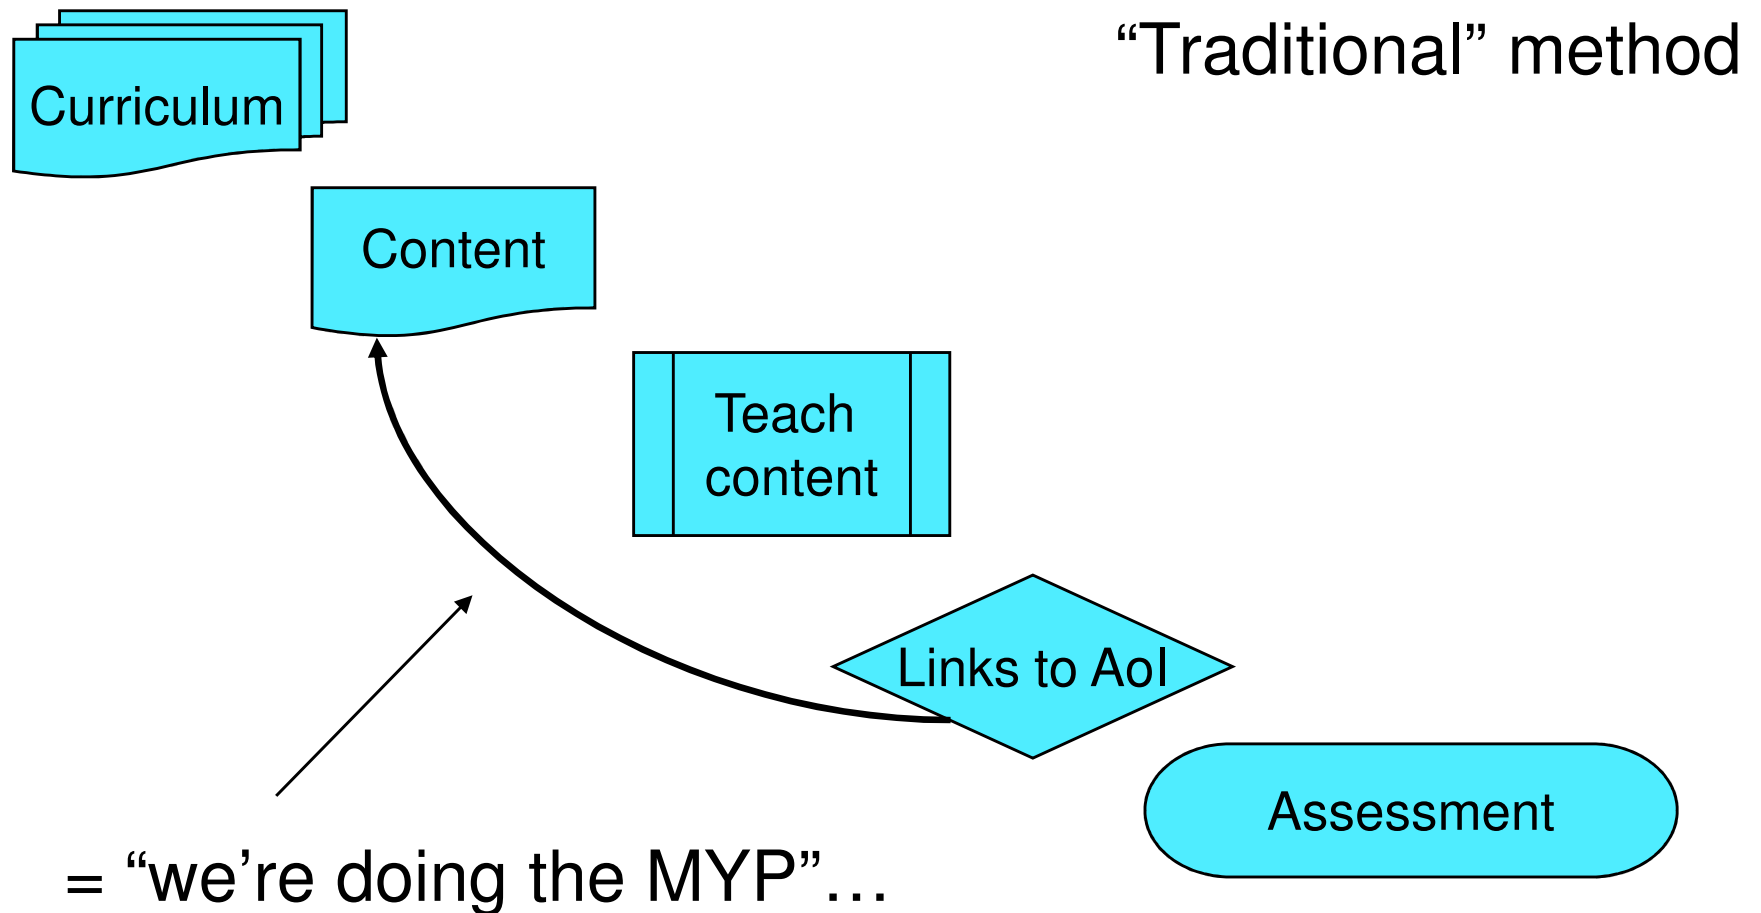 “Traditional” method
Curriculum
Content
Teach
content
Links to AoI
Assessment
= “we’re doing the MYP”…